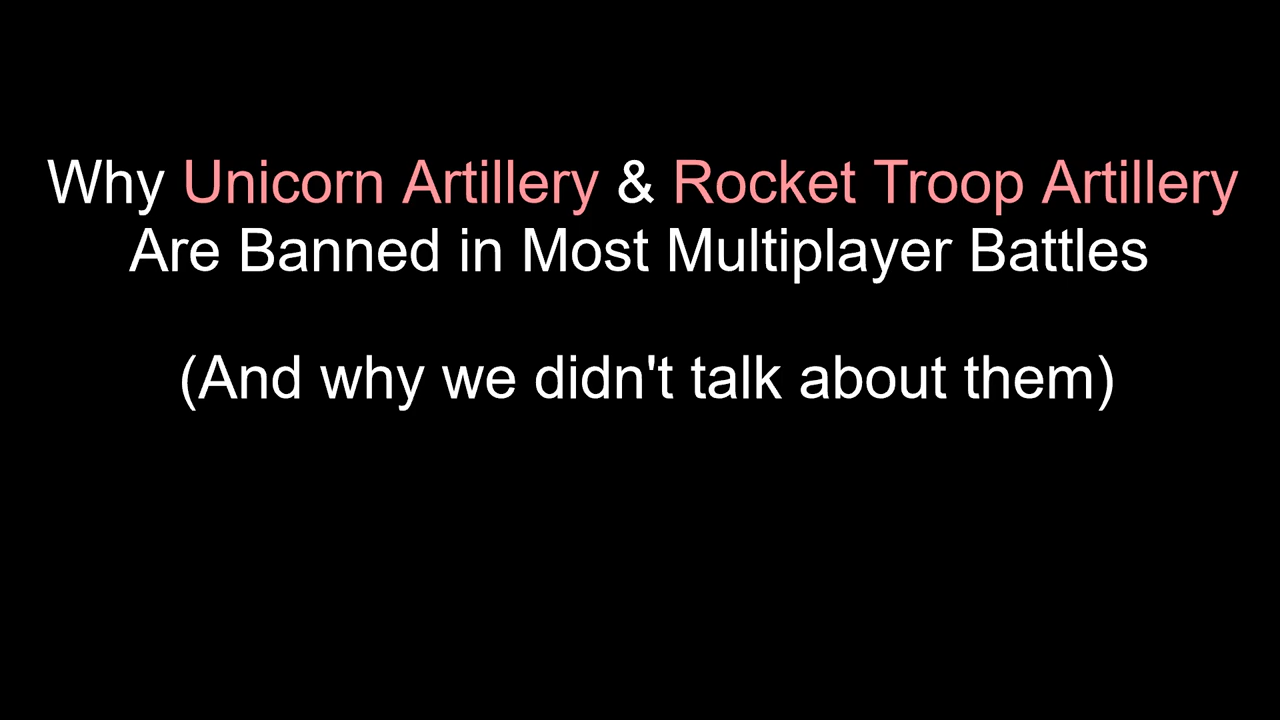 Why Unicorn Artillery & Rocket Troop Artillery
Are Banned in Most Multiplayer Battles
(And why we didn't talk about them)